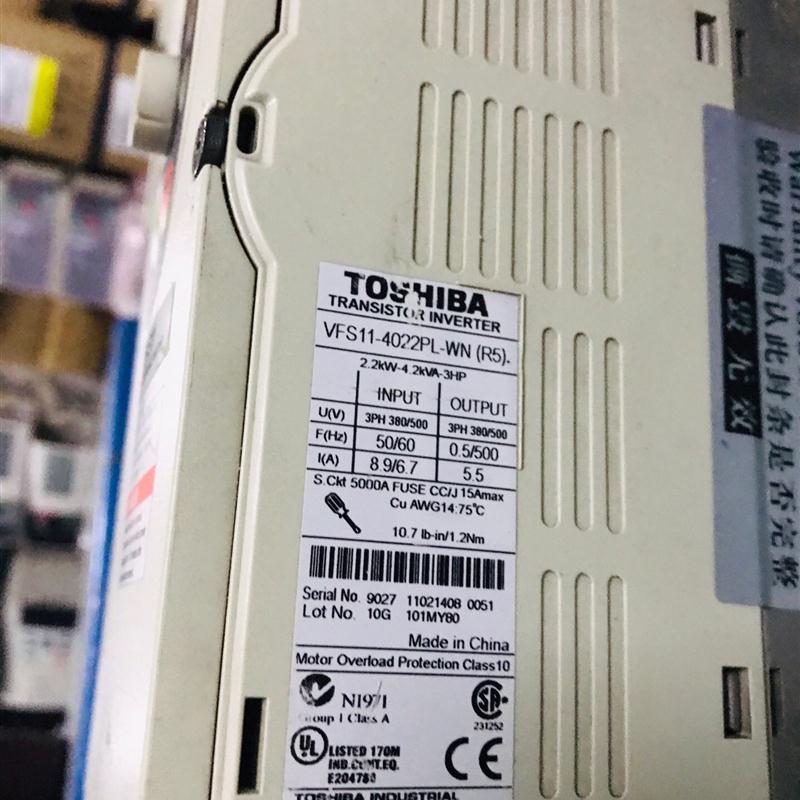 TOSHIBA
TRANSISTOR INVERTER
VFS11-4022PL-WN (R5).
2.2kW-4.2kVA-3HP
INPUT OUTPUT
U(V) 3PH 380/500 3PH 380/500
F(Hz) 50/60 0.5/500
I(A) 8.9/6.7 5.5
S.Ckt 5000A FUSE CC/J 15Amax
Cu AWG14:75°C
10.7 lb-in/1.2Nm
Serial No. 9027 11021408 0051
Lot No. 10G 101MY80
Made in China
Motor Overload Protection Class10
N1971
Group 1 Class A
SA
231252
UL LISTED 170M
IND.CONT.EQ.
E204780
CE
TOSHIBA INDUSTRIAL
Warranty
验收时请确认此封条是否完整